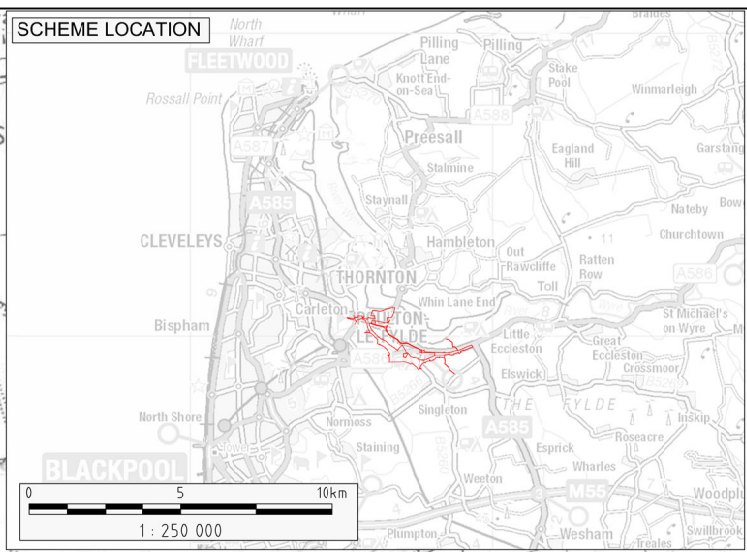 SCHEME LOCATION
North
Wharf
Wharf
FLEETWOOD
Rossall Point
Pilling
Lane
Pilling
Knott End-
on-Sea
Stake
Pool
Winmarleigh
A588
Preesall
A587
Eagland
Hill
Garstang
Stalmine
A585
Staynall
Nateby
CLEVELEYS
Hambleton
Churchtown
11
Out
Rawcliffe
Ratten
Row
A586
THORNTON
Toll
Whin Lane End
Carleton
Bispham
St Michael's
on Wyre
Little
Eccleston
Great
Eccleston
Crossmoor
Elswick
THE FYLDE
Singleton
North Shore
Normoss
A585
Inskip
Roseacre
Tower
Staining
Esprick
Wharles
BLACKPOOL
Weeton
M55
Plumpton
Wesham
Treales
Swillbrook
0 5 10km
1 : 250 000